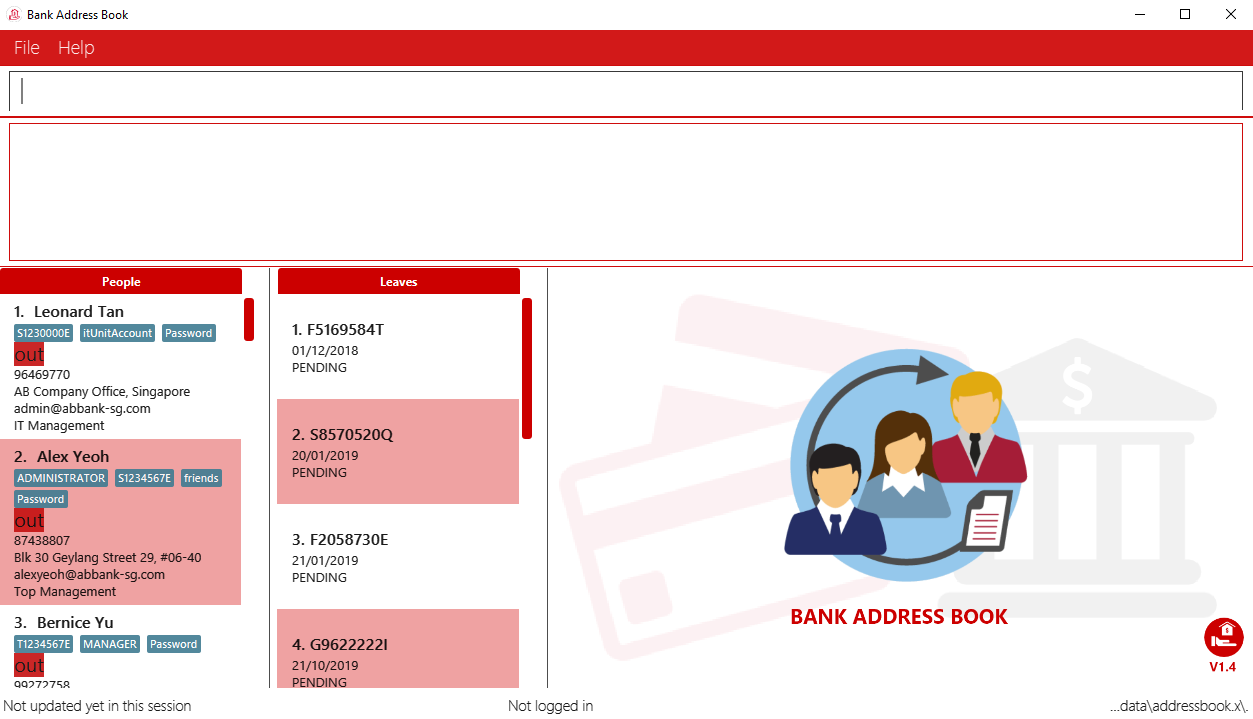 Bank Address Book
File Help
People
1. Leonard Tan
S1230000E itUnitAccount Password
out
96469770
AB Company Office, Singapore
admin@abbank-sg.com
IT Management
2. Alex Yeoh
ADMINISTRATOR S1234567E friends
Password
out
87438807
Blk 30 Geylang Street 29, #06-40
alexyeoh@abbank-sg.com
Top Management
3. Bernice Yu
T1234567E MANAGER Password
out
99272758
Leaves
1. F5169584T
01/12/2018
PENDING
2. S8570520Q
20/01/2019
PENDING
3. F2058730E
21/01/2019
PENDING
4. G9622222I
21/10/2019
PENDING
$
BANK ADDRESS BOOK
$
V1.4
Not updated yet in this session
Not logged in
...data\addressbook.x\.